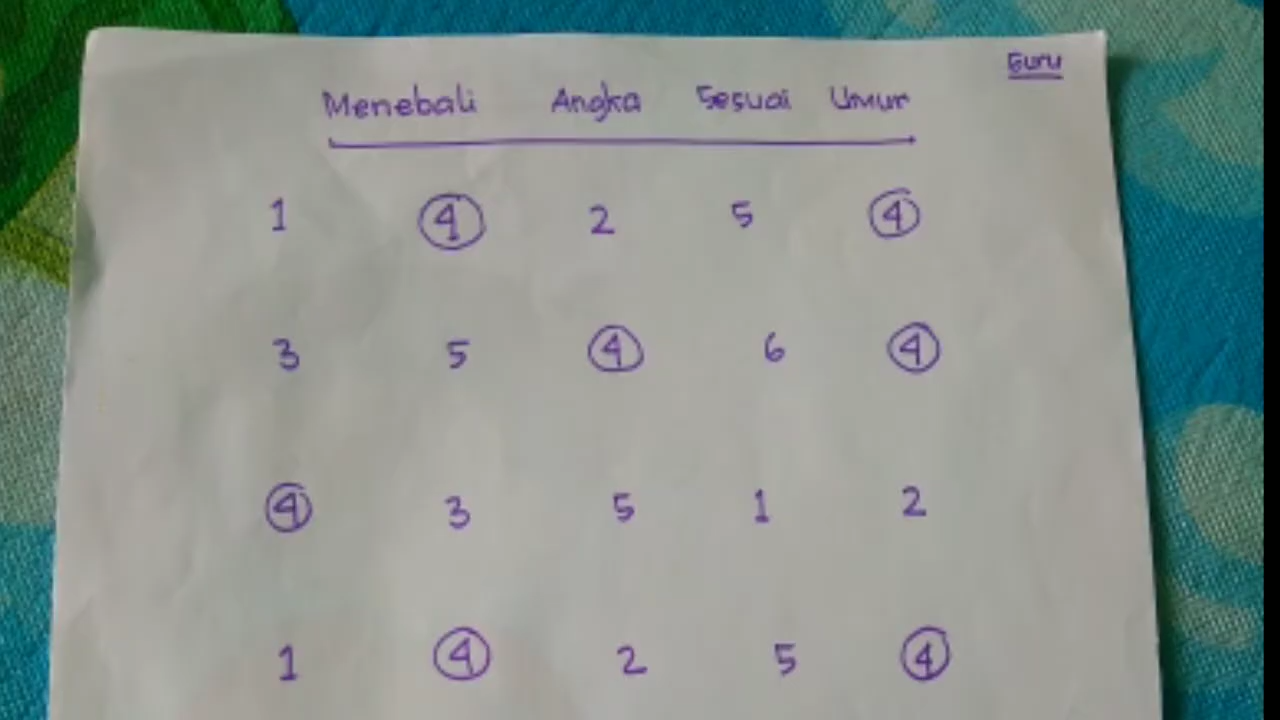 Guru
Menebali Angka Sesuai Umur
1 4 2 5 4
3 5 4 6 4
4 3 5 1 2
1 4 2 5 4